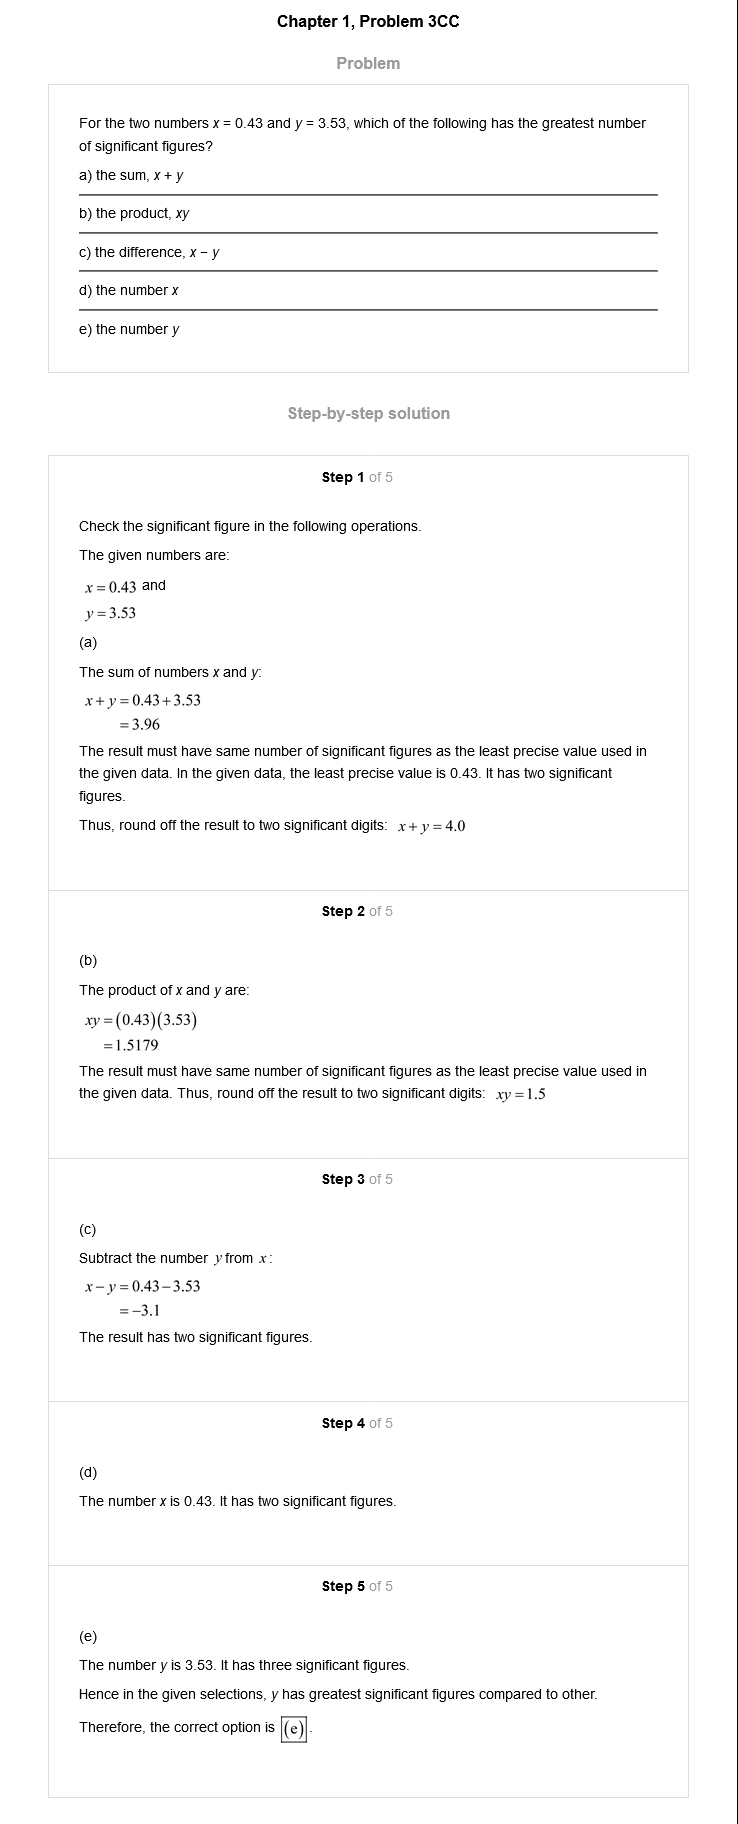 Chapter 1, Problem 3CC
Problem
For the two numbers x = 0.43 and y = 3.53, which of the following has the greatest number
of significant figures?
a) the sum, x + y
b) the product, xy
c) the difference, x − y
d) the number x
e) the number y
Step-by-step solution
Step 1 of 5
Check the significant figure in the following operations.
The given numbers are:
x = 0.43 and
y = 3.53
(a)
The sum of numbers x and y:
x + y = 0.43 + 3.53
= 3.96
The result must have same number of significant figures as the least precise value used in
the given data. In the given data, the least precise value is 0.43. It has two significant
figures.
Thus, round off the result to two significant digits: x + y = 4.0
Step 2 of 5
(b)
The product of x and y are:
xy = (0.43)(3.53)
= 1.5179
The result must have same number of significant figures as the least precise value used in
the given data. Thus, round off the result to two significant digits: xy = 1.5
Step 3 of 5
(c)
Subtract the number y from x:
x − y = 0.43 − 3.53
= −3.1
The result has two significant figures.
Step 4 of 5
(d)
The number x is 0.43. It has two significant figures.
Step 5 of 5
(e)
The number y is 3.53. It has three significant figures.
Hence in the given selections, y has greatest significant figures compared to other.
Therefore, the correct option is (e).